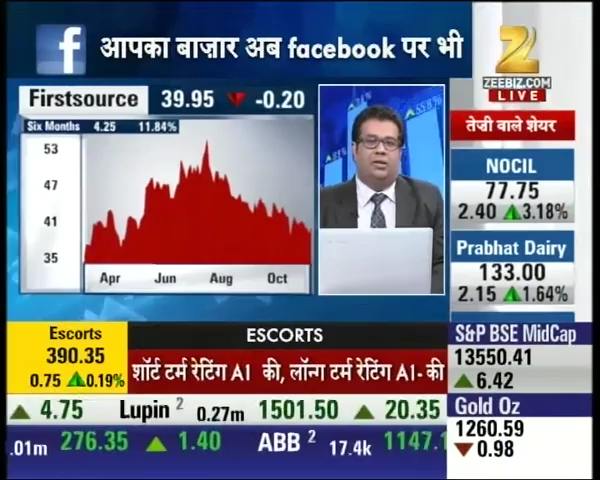 f आपका बाज़ार अब facebook पर भी
Z
ZEEBIZ.COM
LIVE
Firstsource 39.95 -0.20
Six Months 4.25 11.84%
53
47
41
35
Apr Jun Aug Oct
तेजी वाले शेयर
NOCIL
77.75
2.40 3.18%
Prabhat Dairy
133.00
2.15 1.64%
Escorts
390.35
0.75 0.19%
ESCORTS
शॉर्ट टर्म रेटिंग A1 की, लॉन्ग टर्म रेटिंग A1- की
S&P BSE MidCap
13550.41
6.42
Gold Oz
1260.59
0.98
4.75 Lupin 2 0.27m 1501.50 20.35
.01m 276.35 1.40 ABB 2 17.4k 1147.1